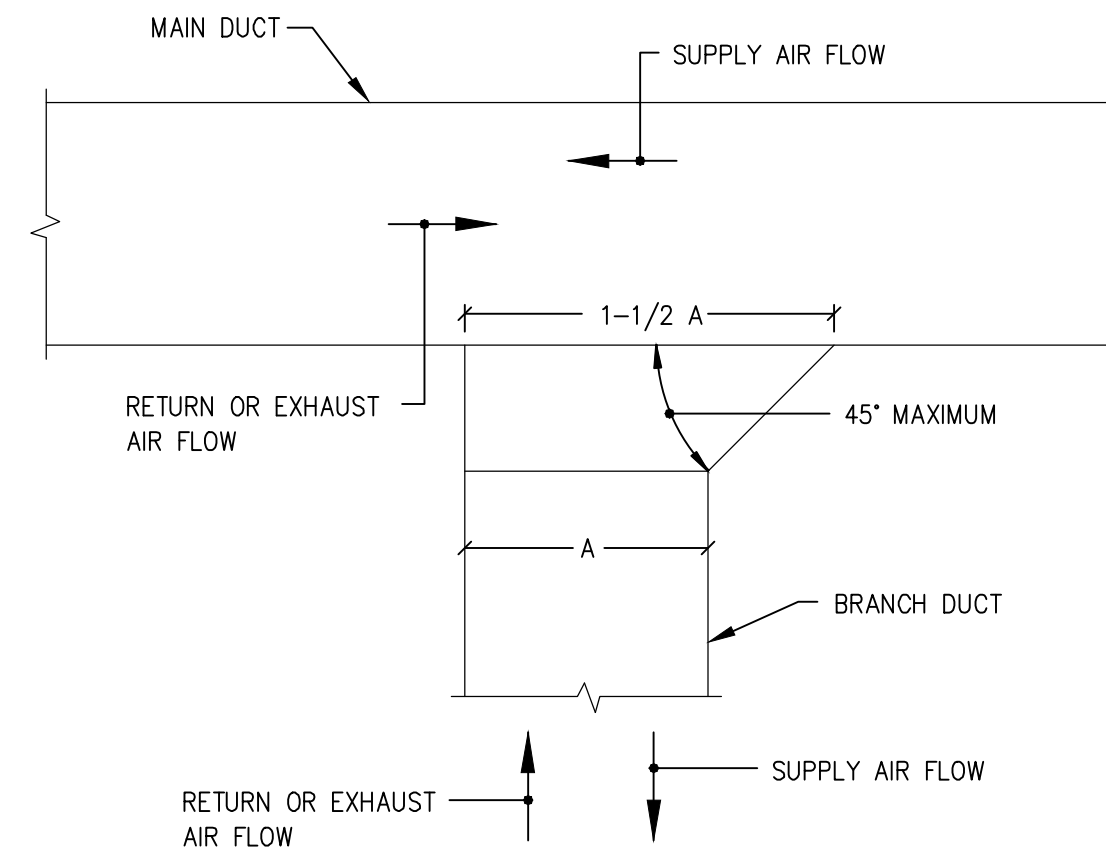 MAIN DUCT
SUPPLY AIR FLOW
1-1/2 A
RETURN OR EXHAUST
AIR FLOW
45° MAXIMUM
A
BRANCH DUCT
SUPPLY AIR FLOW
RETURN OR EXHAUST
AIR FLOW